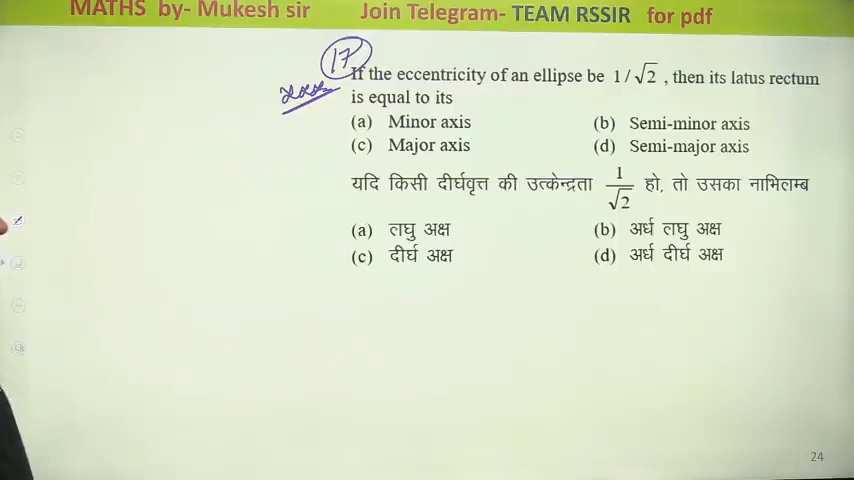 MATHS by- Mukesh sir Join Telegram- TEAM RSSIR for pdf
17
If the eccentricity of an ellipse be 1/√2, then its latus rectum
is equal to its
(a) Minor axis (b) Semi-minor axis
(c) Major axis (d) Semi-major axis
यदि किसी दीर्घवृत्त की उत्केन्द्रता 1/√2 हो, तो उसका नाभिलम्ब
(a) लघु अक्ष (b) अर्ध लघु अक्ष
(c) दीर्घ अक्ष (d) अर्ध दीर्घ अक्ष
24